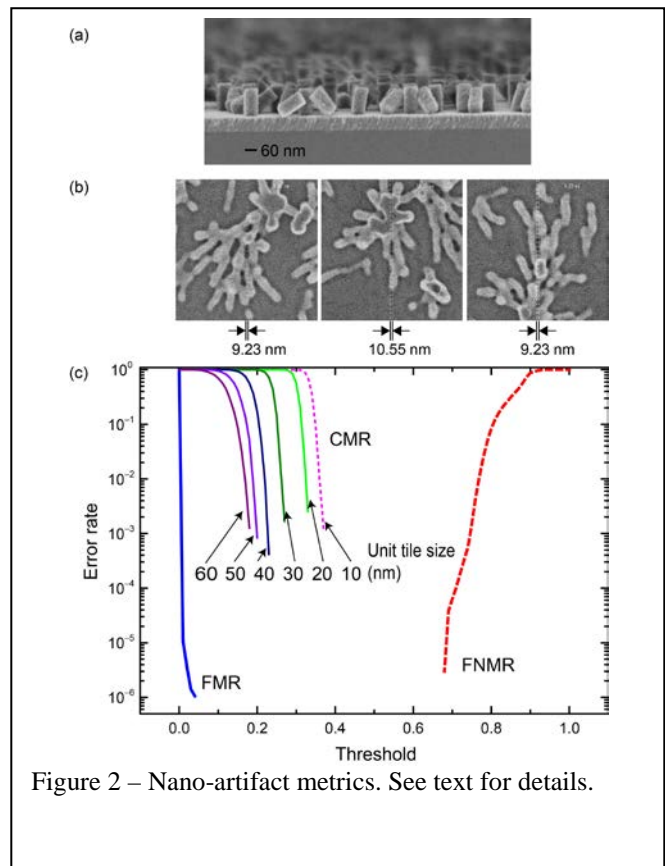 (a)
60 nm
(b)
9.23 nm 10.55 nm 9.23 nm
(c)
10⁰
10⁻¹
10⁻²
10⁻³
10⁻⁴
10⁻⁵
10⁻⁶
Error rate
CMR
Unit tile size
60 50 40 30 20 10 (nm)
FMR
FNMR
0.0 0.2 0.4 0.6 0.8 1.0
Threshold
Figure 2 – Nano-artifact metrics. See text for details.